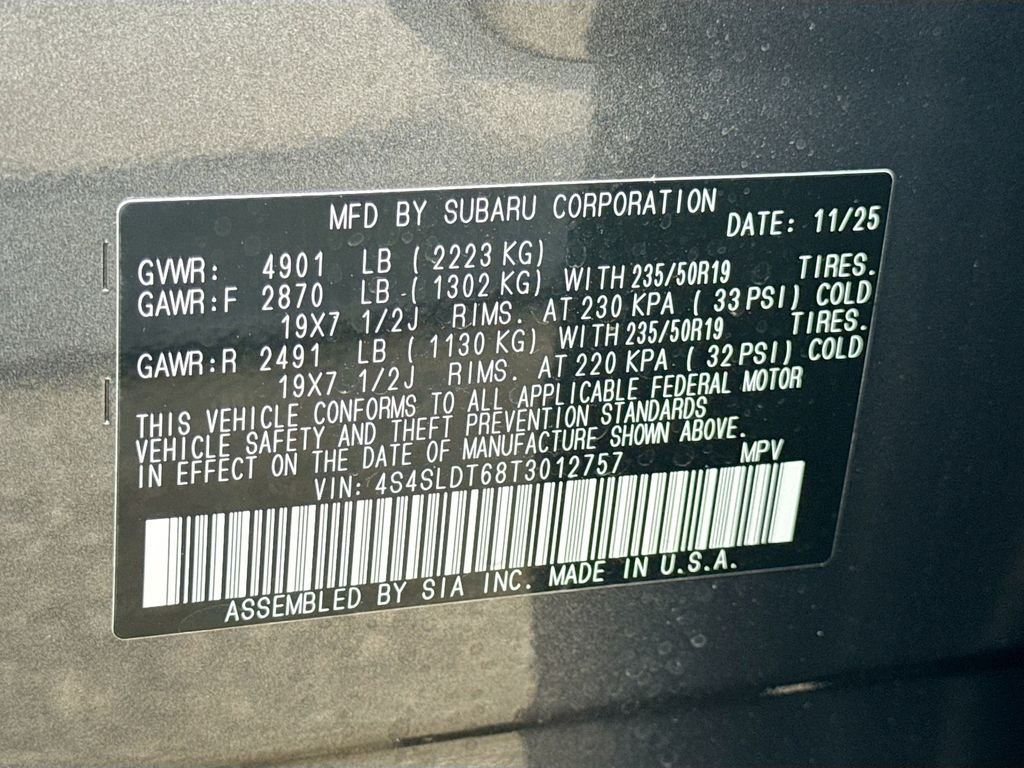 MFD BY SUBARU CORPORATION DATE: 11/25
GVWR: 4901 LB ( 2223 KG)
GAWR:F 2870 LB ( 1302 KG) WITH 235/50R19 TIRES.
19X7 1/2J RIMS. AT 230 KPA ( 33 PSI) COLD
GAWR:R 2491 LB ( 1130 KG) WITH 235/50R19 TIRES.
19X7 1/2J RIMS. AT 220 KPA ( 32 PSI) COLD
THIS VEHICLE CONFORMS TO ALL APPLICABLE FEDERAL MOTOR
VEHICLE SAFETY AND THEFT PREVENTION STANDARDS
IN EFFECT ON THE DATE OF MANUFACTURE SHOWN ABOVE.
VIN: 4S4SLDT68T3012757 MPV
ASSEMBLED BY SIA INC. MADE IN U.S.A.